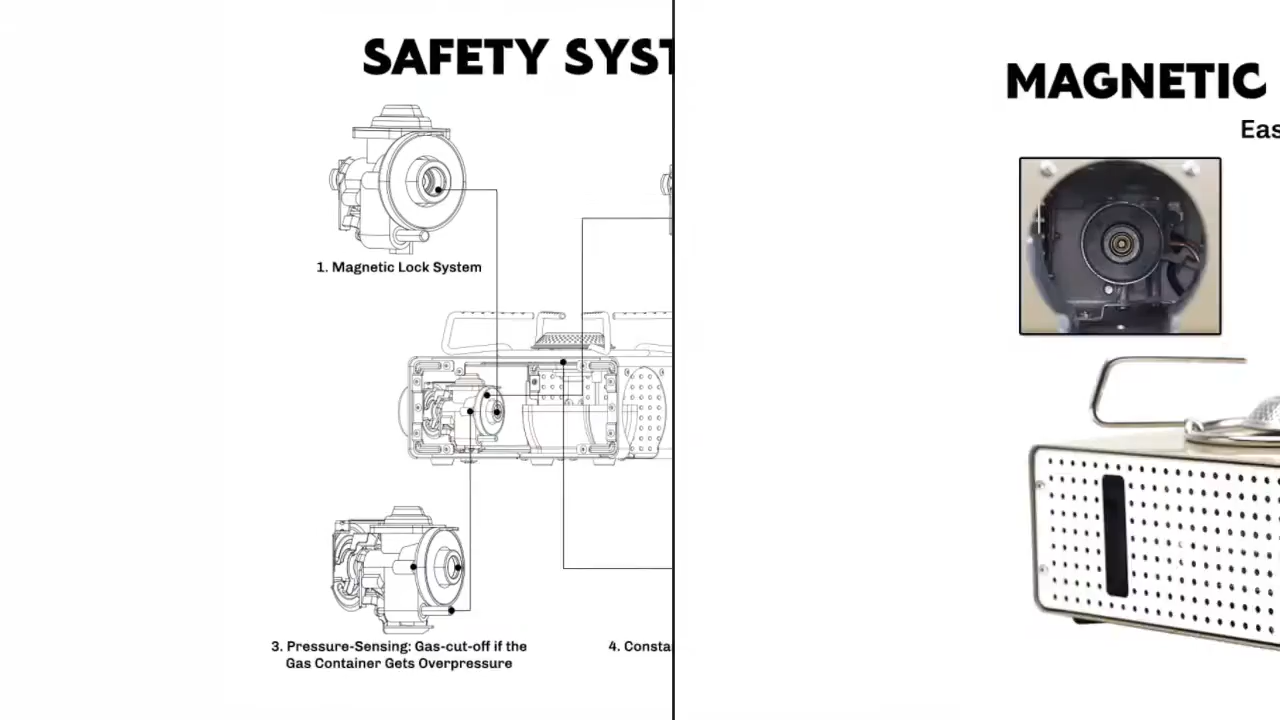 SAFETY SYST
1. Magnetic Lock System
3. Pressure-Sensing: Gas-cut-off if the
Gas Container Gets Overpressure
4. Consta
MAGNETIC
Eas